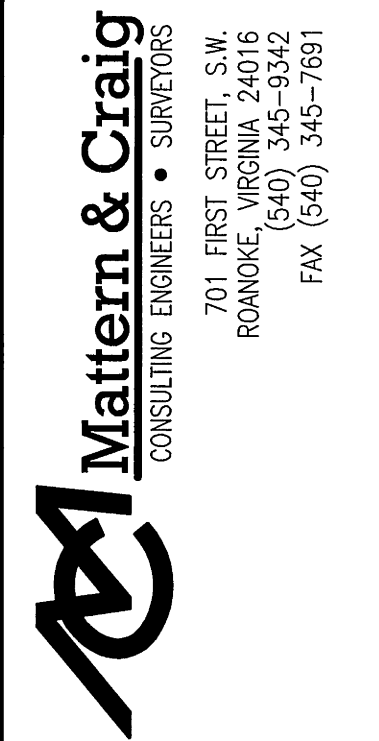 Mattern & Craig
CONSULTING ENGINEERS • SURVEYORS
701 FIRST STREET, S.W.
ROANOKE, VIRGINIA 24016
(540) 345-9342
FAX (540) 345-7691